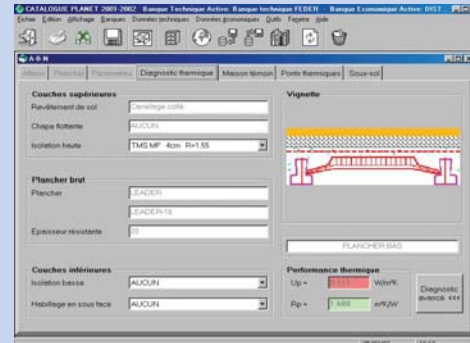 CATALOGUE PLANET 2001-2002 Banque Technique Active: Banque technique FEDER - Banque Economique Active: DIST...
Fichier Edition Affichage Banques Données techniques Données économiques Outils Fenêtre Aide
A B N
Plancher Paramètres Diagnostic thermique Maison témoin Ponts thermiques Sous-sol
Couches supérieures
Vignette
Revêtement de sol Carrelage collé
Chape flottante AUCUN
Isolation haute TMS MF 4cm R=1.55
Plancher brut
Plancher LEADER
LEADER-16
Epaisseur résistante 20
PLANCHER BAS
Couches inférieures
Performance thermique
Isolation basse AUCUN
Up = W/m²K
Diagnostic avancé <<<
Habillage en sous face AUCUN
Rp = m²K/W